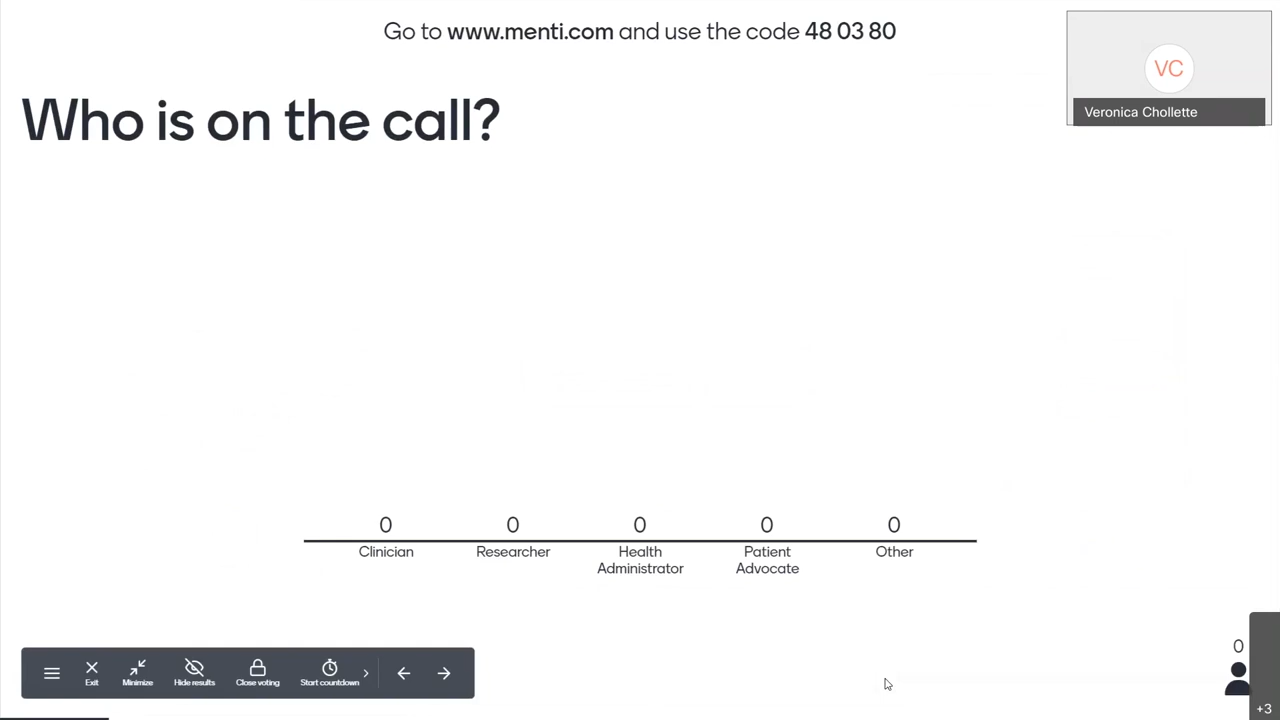 Go to www.menti.com and use the code 48 03 80
VC
Veronica Chollette
Who is on the call?
0 0 0 0 0
Clinician Researcher Health Administrator Patient Advocate Other
0
Exit Minimize Hide results Close voting Start countdown
+3